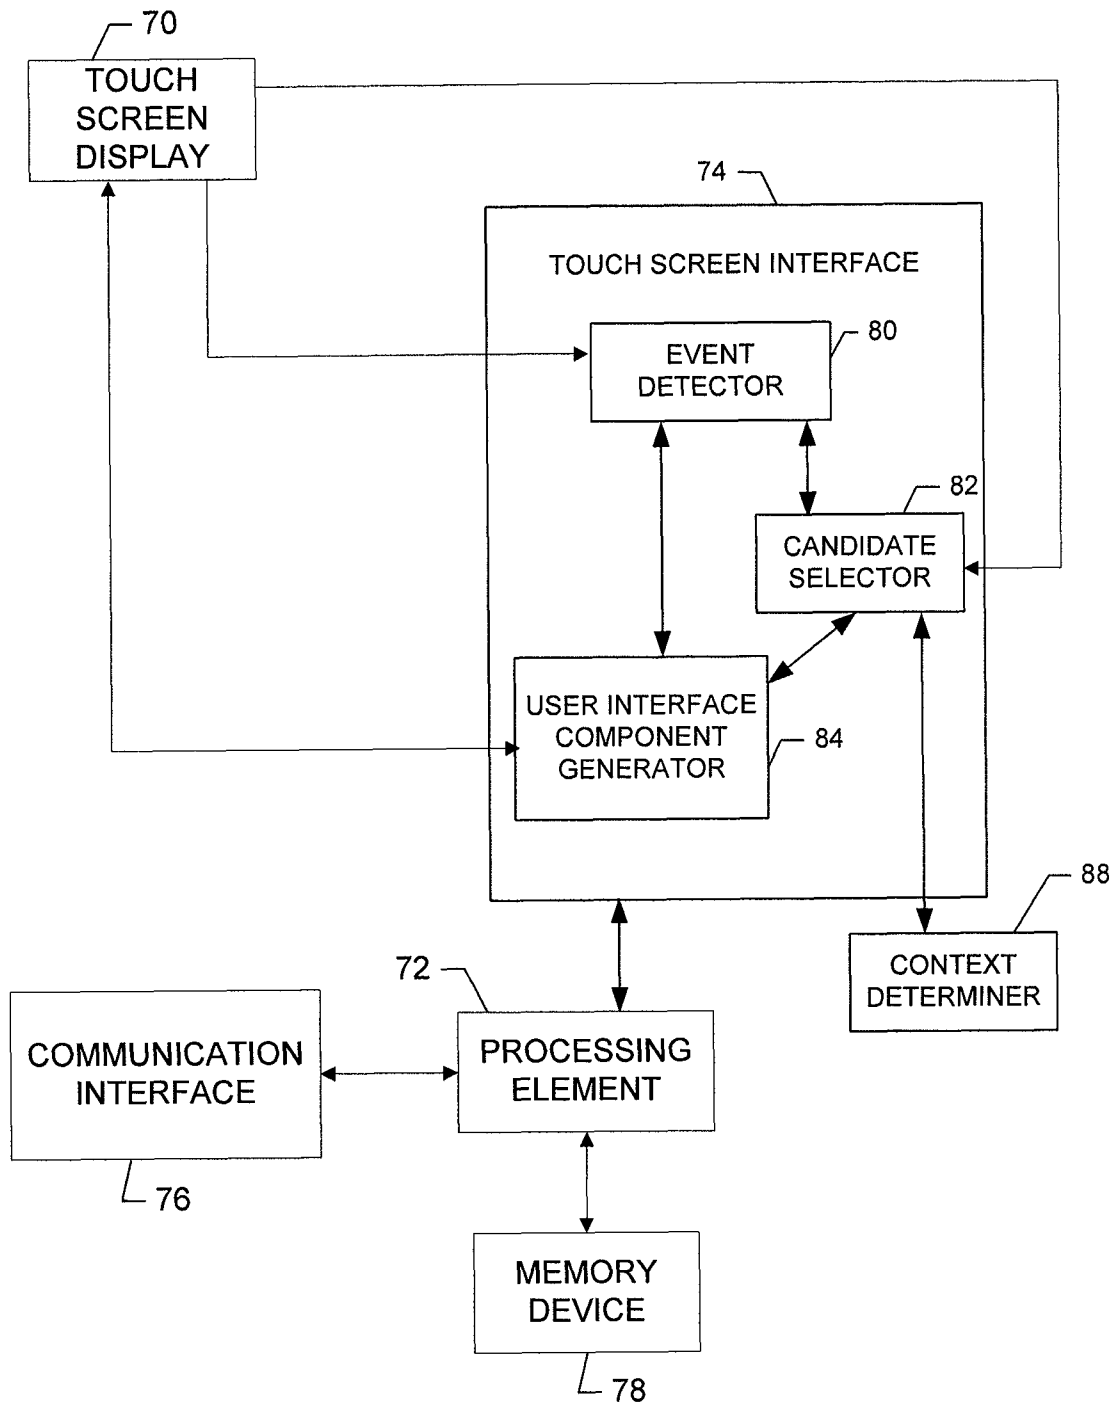 70
TOUCH
SCREEN
DISPLAY
74
TOUCH SCREEN INTERFACE
80
EVENT
DETECTOR
82
CANDIDATE
SELECTOR
USER INTERFACE
COMPONENT
GENERATOR
84
88
CONTEXT
DETERMINER
72
PROCESSING
ELEMENT
COMMUNICATION
INTERFACE
76
MEMORY
DEVICE
78